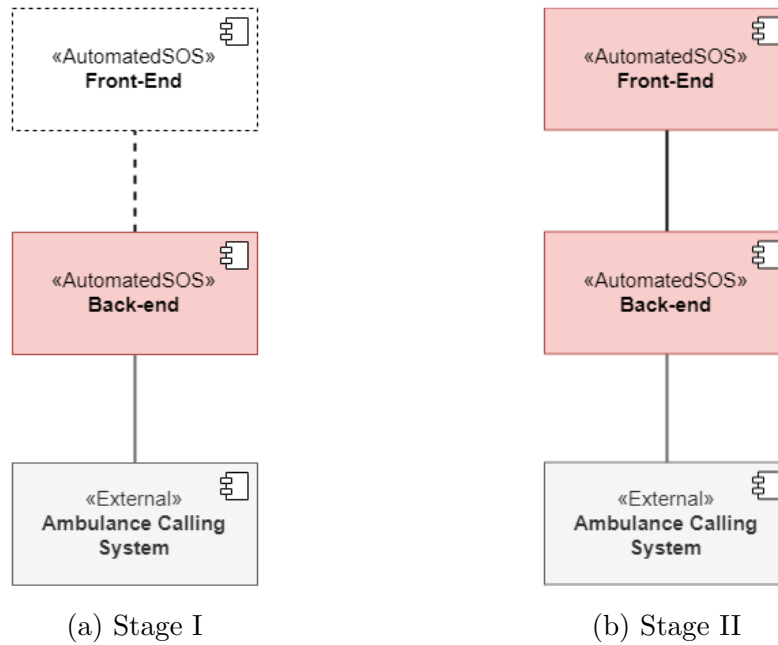 «AutomatedSOS»
Front-End
«AutomatedSOS»
Back-end
«External»
Ambulance Calling
System
(a) Stage I
«AutomatedSOS»
Front-End
«AutomatedSOS»
Back-end
«External»
Ambulance Calling
System
(b) Stage II